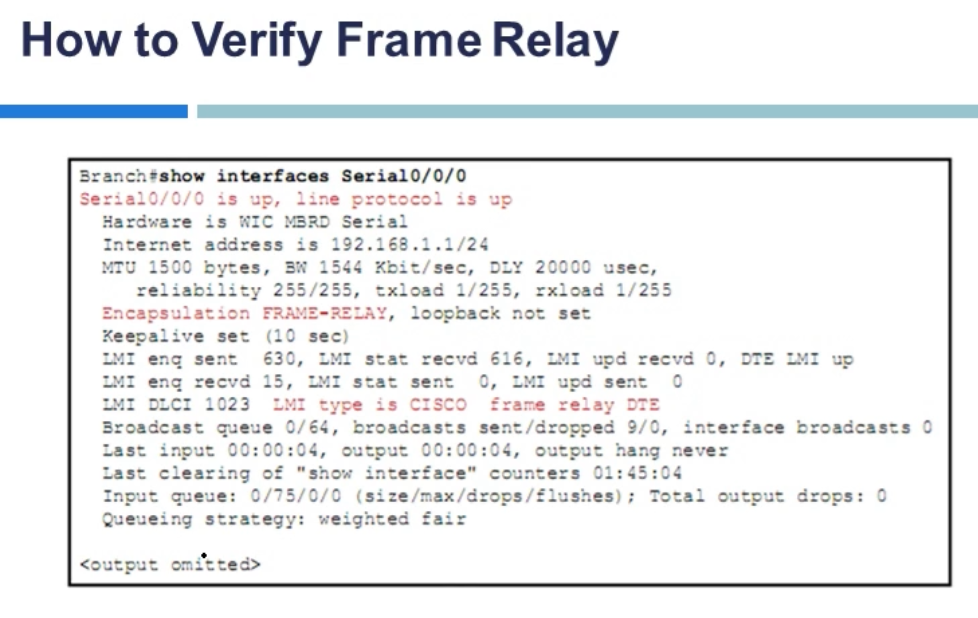 How to Verify Frame Relay
Branch#show interfaces Serial0/0/0
Serial0/0/0 is up, line protocol is up
Hardware is WIC MBRD Serial
Internet address is 192.168.1.1/24
MTU 1500 bytes, BW 1544 Kbit/sec, DLY 20000 usec,
reliability 255/255, txload 1/255, rxload 1/255
Encapsulation FRAME-RELAY, loopback not set
Keepalive set (10 sec)
LMI enq sent 630, LMI stat recvd 616, LMI upd recvd 0, DTE LMI up
LMI enq recvd 15, LMI stat sent 0, LMI upd sent 0
LMI DLCI 1023 LMI type is CISCO frame relay DTE
Broadcast queue 0/64, broadcasts sent/dropped 9/0, interface broadcasts 0
Last input 00:00:04, output 00:00:04, output hang never
Last clearing of "show interface" counters 01:45:04
Input queue: 0/75/0/0 (size/max/drops/flushes); Total output drops: 0
Queueing strategy: weighted fair
<output omitted>